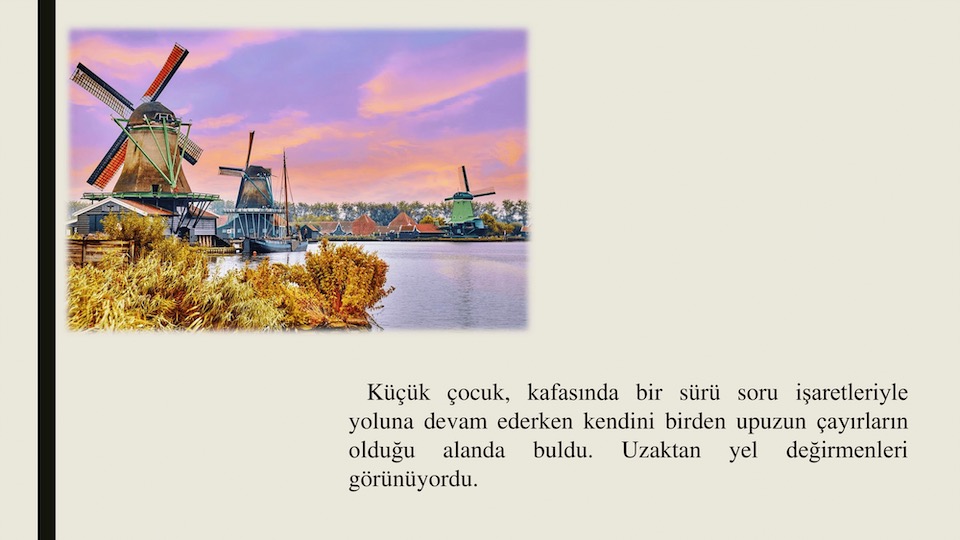 Küçük çocuk, kafasında bir sürü soru işaretleriyle
yoluna devam ederken kendini birden upuzun çayırların
olduğu alanda buldu. Uzaktan yel değirmenleri
görünüyordu.